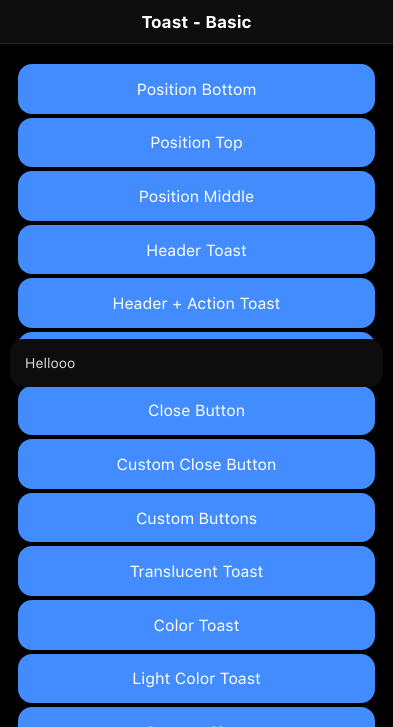 Toast - Basic
Position Bottom
Position Top
Position Middle
Header Toast
Header + Action Toast
Hellooo
Close Button
Custom Close Button
Custom Buttons
Translucent Toast
Color Toast
Light Color Toast